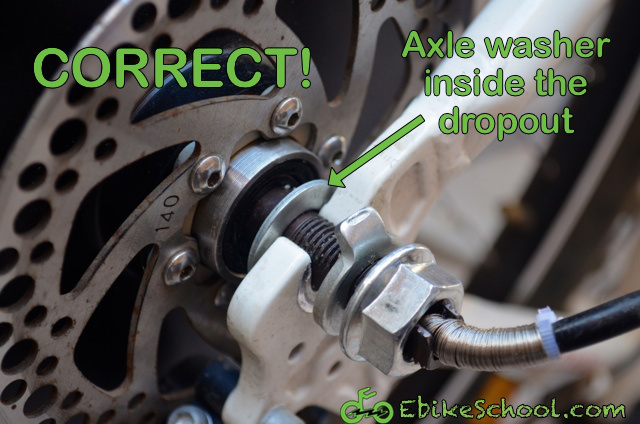 CORRECT!
Axle washer
inside the
dropout
140
EbikeSchool.com